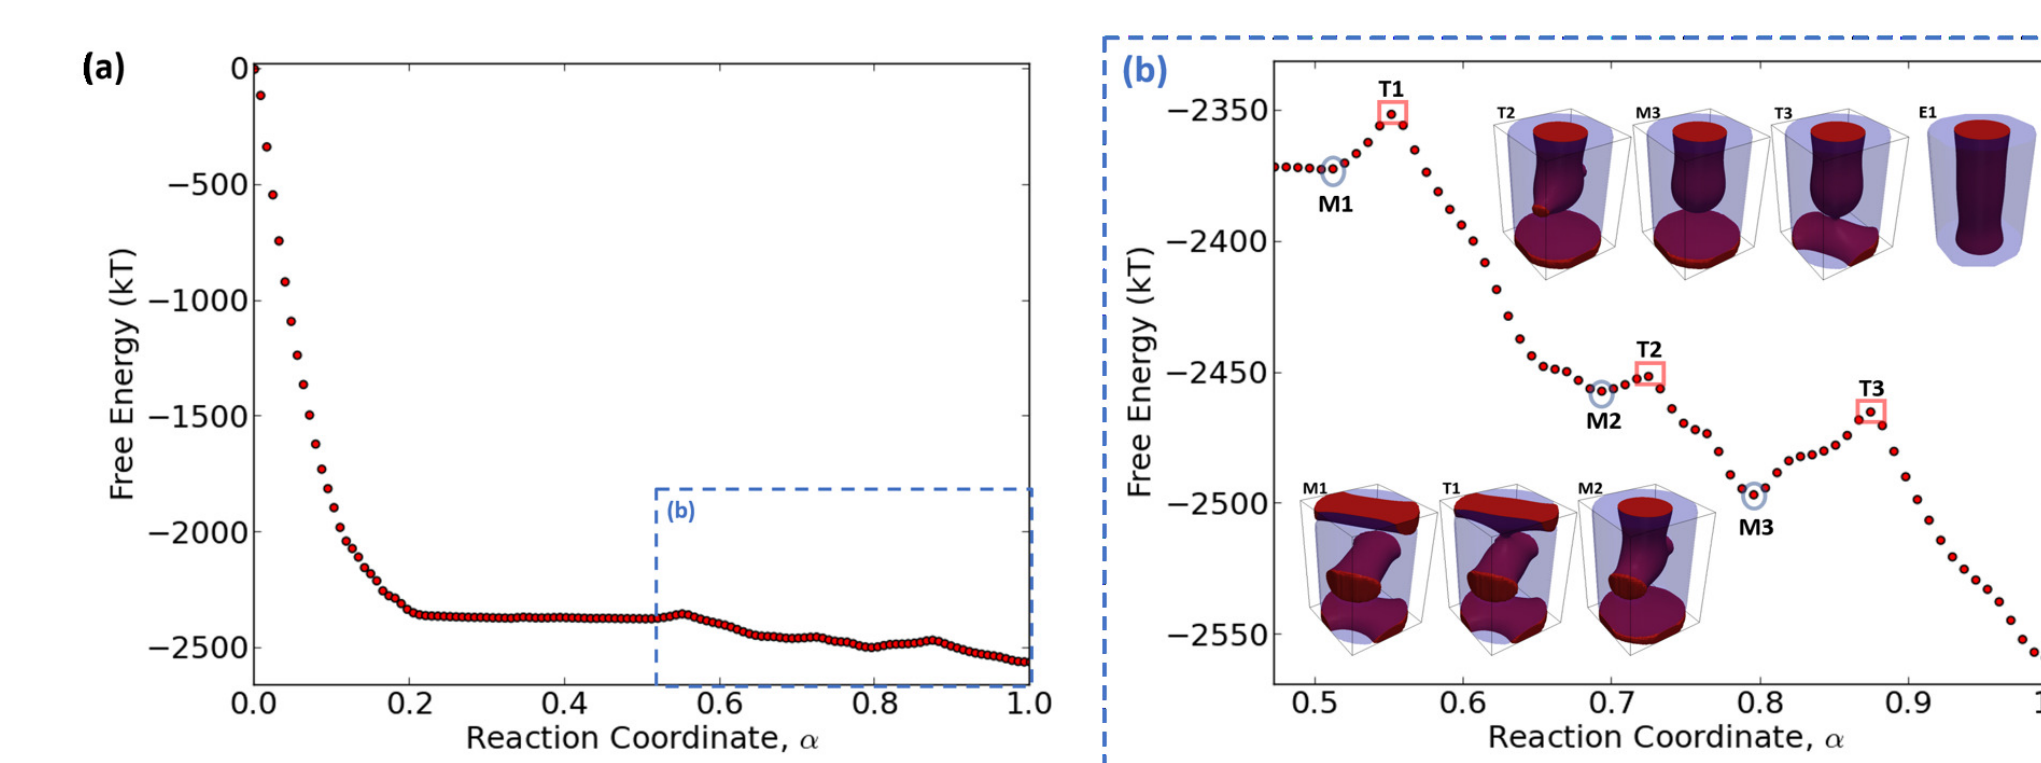 (a)
0
−500
−1000
−1500
−2000
−2500
Free Energy (kT)
(b)
0.0 0.2 0.4 0.6 0.8 1.0
Reaction Coordinate, α
(b)
−2350
−2400
−2450
−2500
−2550
Free Energy (kT)
T1
M1
T2
M2
T3
M3
T2 M3 T3 E1
M1 T1 M2
0.5 0.6 0.7 0.8 0.9
Reaction Coordinate, α